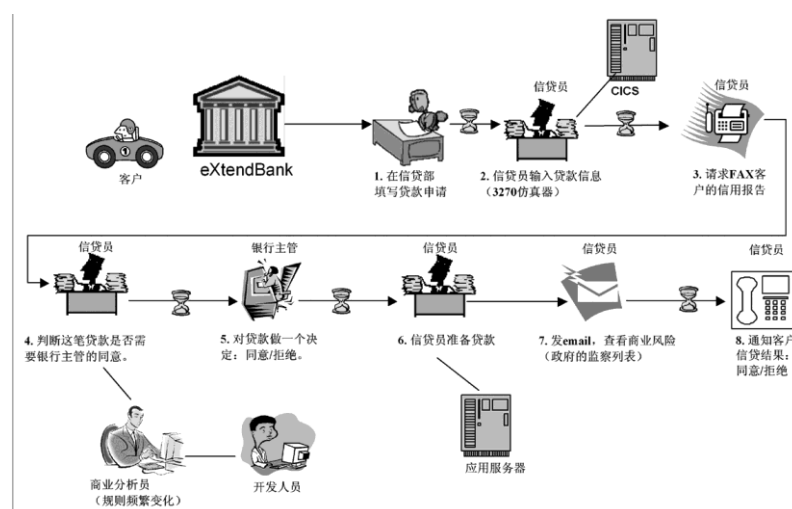 信贷员
CICS
信贷员
客户
eXtendBank
1. 在信贷部
填写贷款申请
2. 信贷员输入贷款信息
（3270仿真器）
3. 请求FAX客
户的信用报告
信贷员
银行主管
信贷员
信贷员
信贷员
4. 判断这笔贷款是否需
要银行主管的同意。
5. 对贷款做一个决
定：同意/拒绝。
6. 信贷员准备贷款
7. 发email，查看商业风险
（政府的监察列表）
8. 通知客户
信贷结果：
同意/拒绝
商业分析员
（规则频繁变化）
开发人员
应用服务器